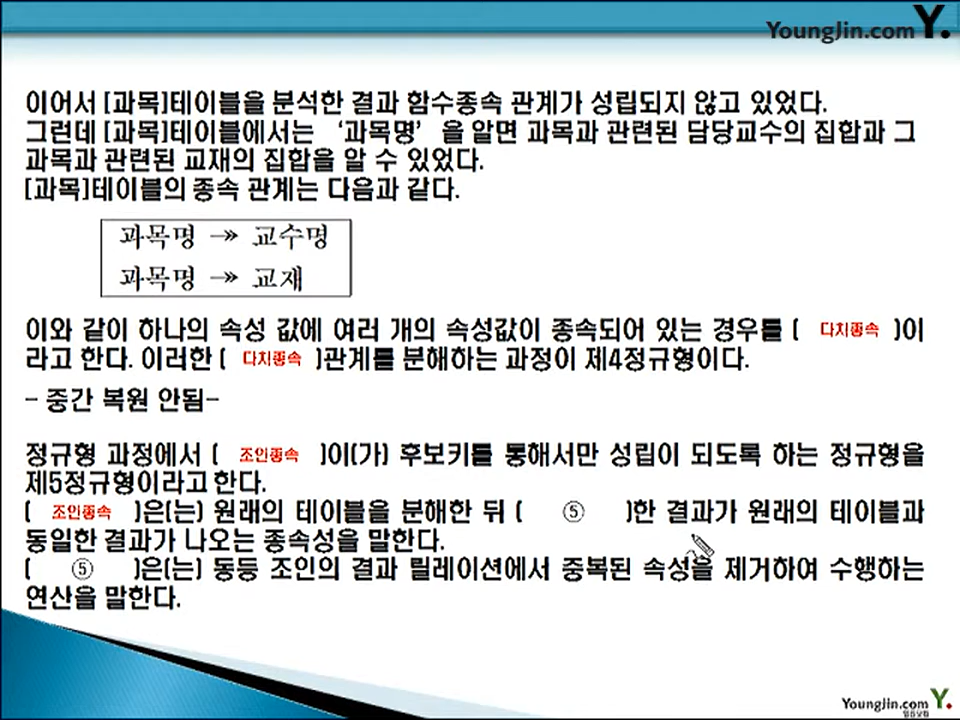 YoungJin.com Y.
이어서 [과목]테이블을 분석한 결과 함수종속 관계가 성립되지 않고 있었다.
그런데 [과목]테이블에서는 ‘과목명’ 을 알면 과목과 관련된 담당교수의 집합과 그
과목과 관련된 교재의 집합을 알 수 있었다.
[과목]테이블의 종속 관계는 다음과 같다.
과목명 ↠ 교수명
과목명 ↠ 교재
이와 같이 하나의 속성 값에 여러 개의 속성값이 종속되어 있는 경우를 ( 다치종속 )이
라고 한다. 이러한 ( 다치종속 )관계를 분해하는 과정이 제4정규형이다.
- 중간 복원 안됨-
정규형 과정에서 ( 조인종속 )이(가) 후보키를 통해서만 성립이 되도록 하는 정규형을
제5정규형이라고 한다.
( 조인종속 )은(는) 원래의 테이블을 분해한 뒤 ( ⑤ )한 결과가 원래의 테이블과
동일한 결과가 나오는 종속성을 말한다.
( ⑤ )은(는) 동등 조인의 결과 릴레이션에서 중복된 속성을 제거하여 수행하는
연산을 말한다.
YoungJin.com Y.